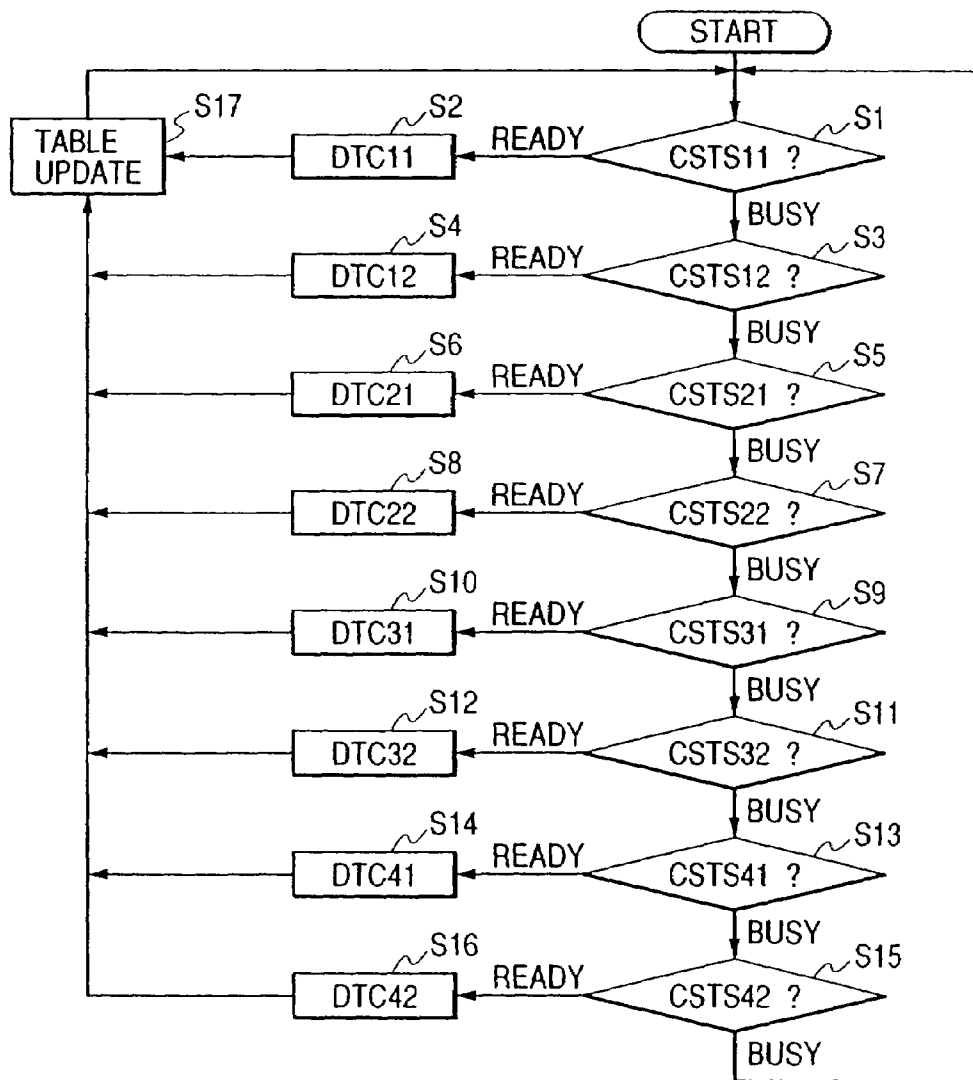 START
S17
TABLE
UPDATE
S2
DTC11
READY
S1
CSTS11 ?
BUSY
S4
DTC12
READY
S3
CSTS12 ?
BUSY
S6
DTC21
READY
S5
CSTS21 ?
BUSY
S8
DTC22
READY
S7
CSTS22 ?
BUSY
S10
DTC31
READY
S9
CSTS31 ?
BUSY
S12
DTC32
READY
S11
CSTS32 ?
BUSY
S14
DTC41
READY
S13
CSTS41 ?
BUSY
S16
DTC42
READY
S15
CSTS42 ?
BUSY